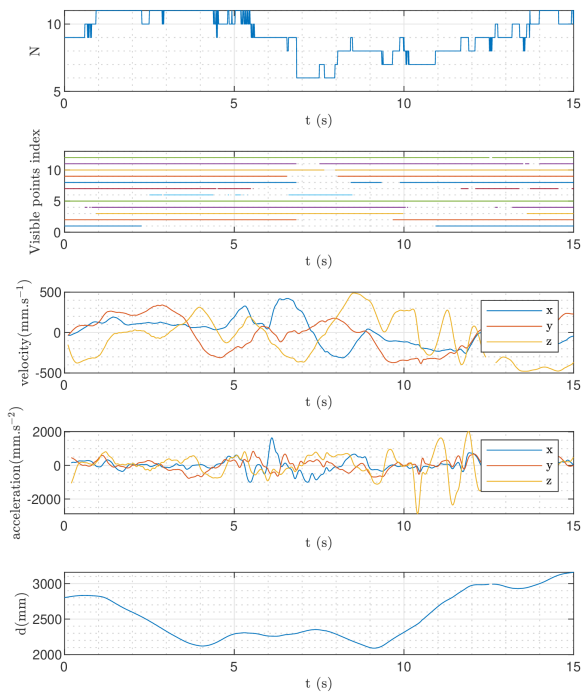 10
5
N
0
5
10
15
t (s)
10
5
0
Visible points index
0
5
10
15
t (s)
500
0
-500
velocity(mm.s⁻¹)
x
y
z
0
5
10
15
t (s)
2000
0
-2000
acceleration(mm.s⁻²)
x
y
z
0
5
10
15
t (s)
3000
2500
2000
d(mm)
0
5
10
15
t (s)